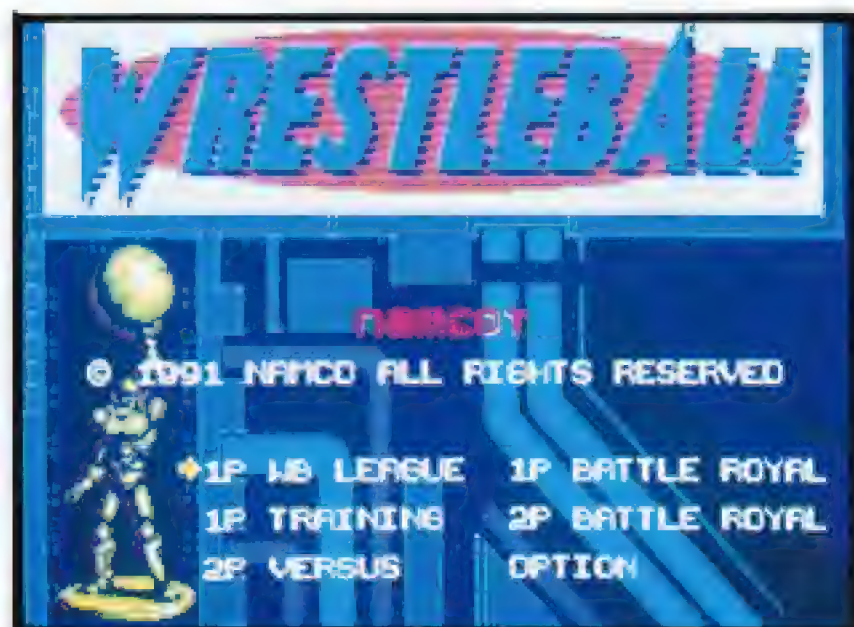 WRESTLEBALL
NAMCOT
© 1991 NAMCO ALL RIGHTS RESERVED
1P WB LEAGUE 1P BATTLE ROYAL
1P TRAINING 2P BATTLE ROYAL
2P VERSUS OPTION